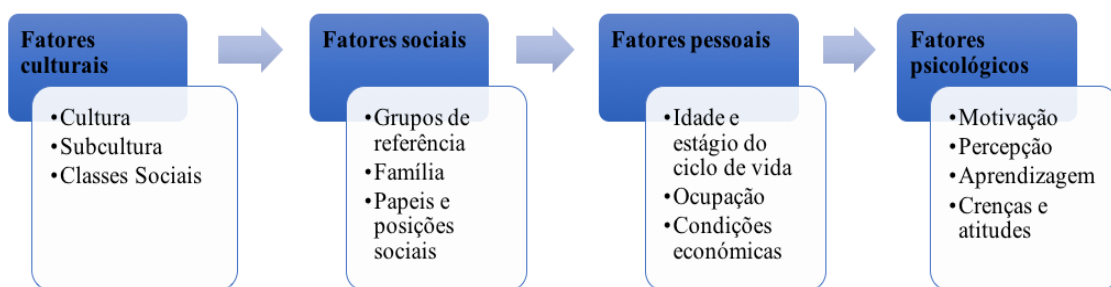 Fatores
culturais
•Cultura
•Subcultura
•Classes Sociais
Fatores sociais
•Grupos de
referência
•Família
•Papeis e
posições
sociais
Fatores pessoais
•Idade e
estágio do
ciclo de vida
•Ocupação
•Condições
económicas
Fatores
psicológicos
•Motivação
•Percepção
•Aprendizagem
•Crenças e
atitudes